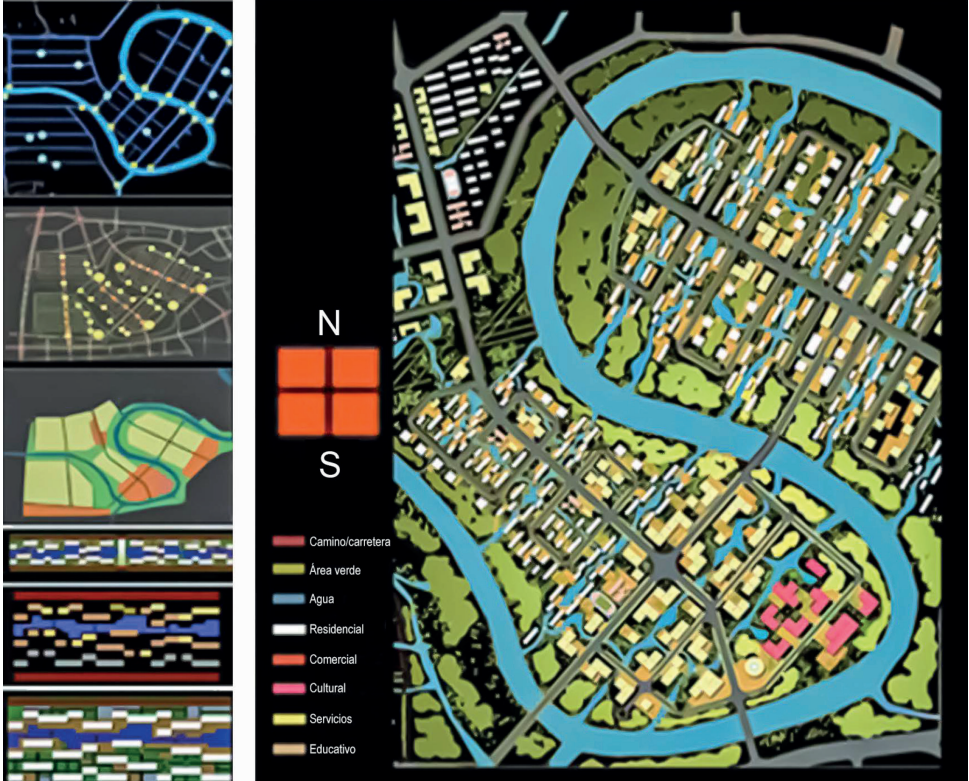 N
S
Camino/carretera
Área verde
Agua
Residencial
Comercial
Cultural
Servicios
Educativo